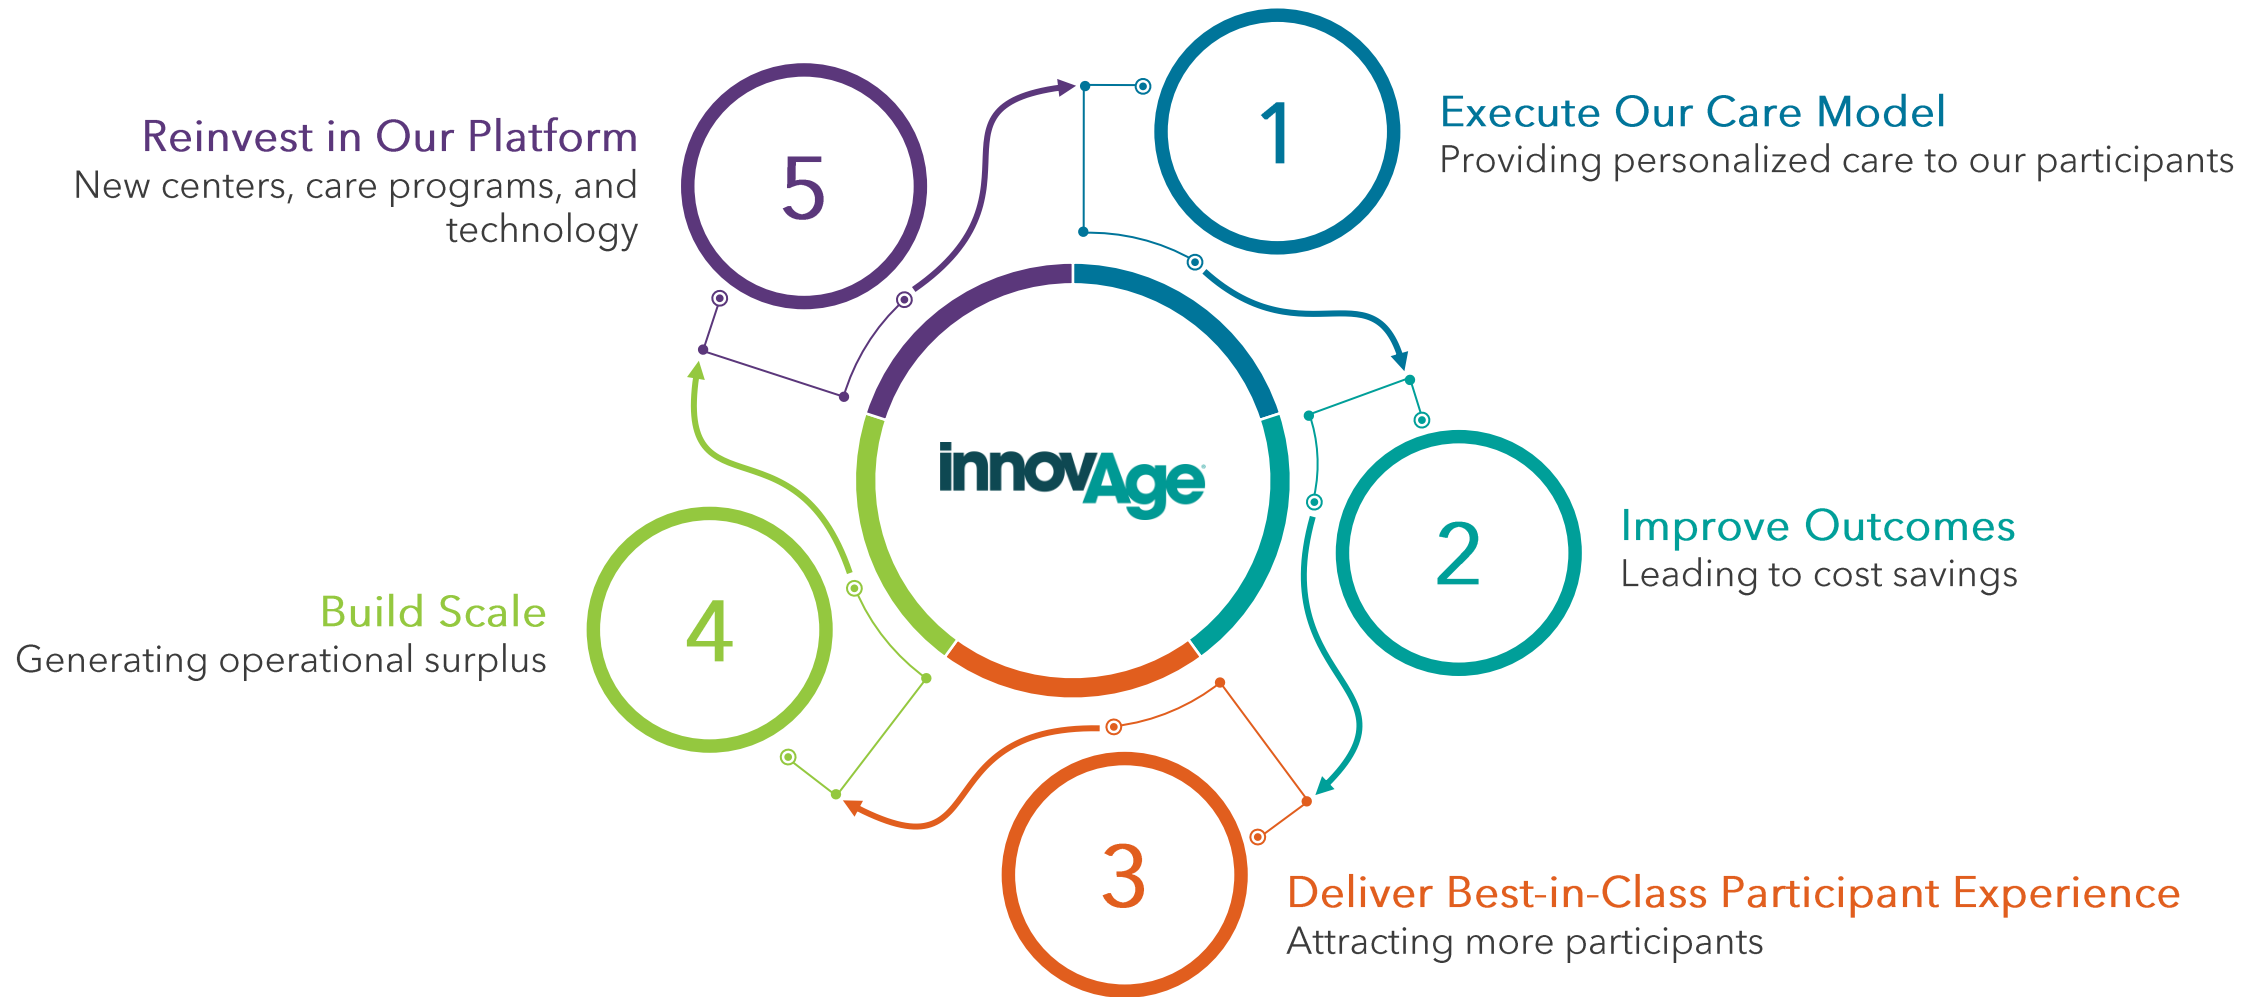 1
Execute Our Care Model
Providing personalized care to our participants
2
Improve Outcomes
Leading to cost savings
3
Deliver Best-in-Class Participant Experience
Attracting more participants
4
Build Scale
Generating operational surplus
5
Reinvest in Our Platform
New centers, care programs, and
technology
innovAge